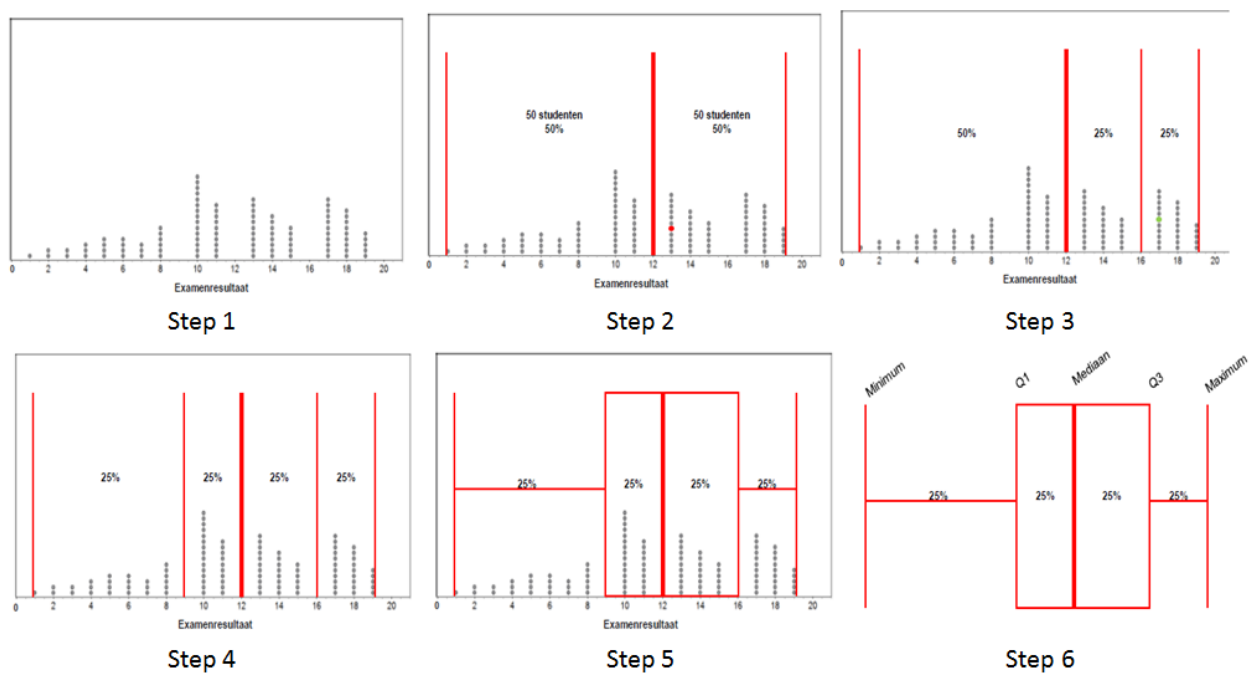 0 2 4 6 8 10 12 14 16 18 20
Examenresultaat
Step 1
50 studenten 50 studenten
50% 50%
0 2 4 6 8 10 12 14 16 18 20
Examenresultaat
Step 2
50% 25% 25%
0 2 4 6 8 10 12 14 16 18 20
Examenresultaat
Step 3
25% 25% 25% 25%
0 2 4 6 8 10 12 14 16 18 20
Examenresultaat
Step 4
25% 25% 25% 25%
0 2 4 6 8 10 12 14 16 18 20
Examenresultaat
Step 5
Minimum Q1 Mediaan Q3 Maximum
25% 25% 25% 25%
Step 6